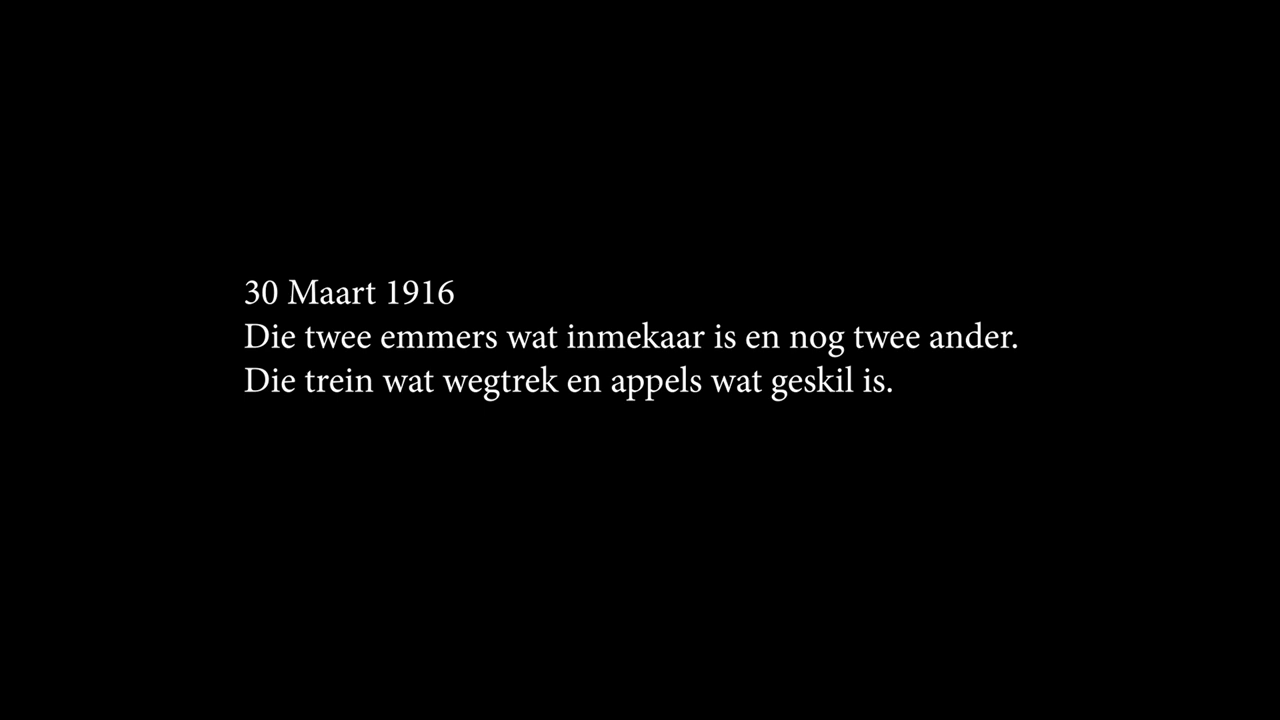 30 Maart 1916
Die twee emmers wat inmekaar is en nog twee ander.
Die trein wat wegtrek en appels wat geskil is.